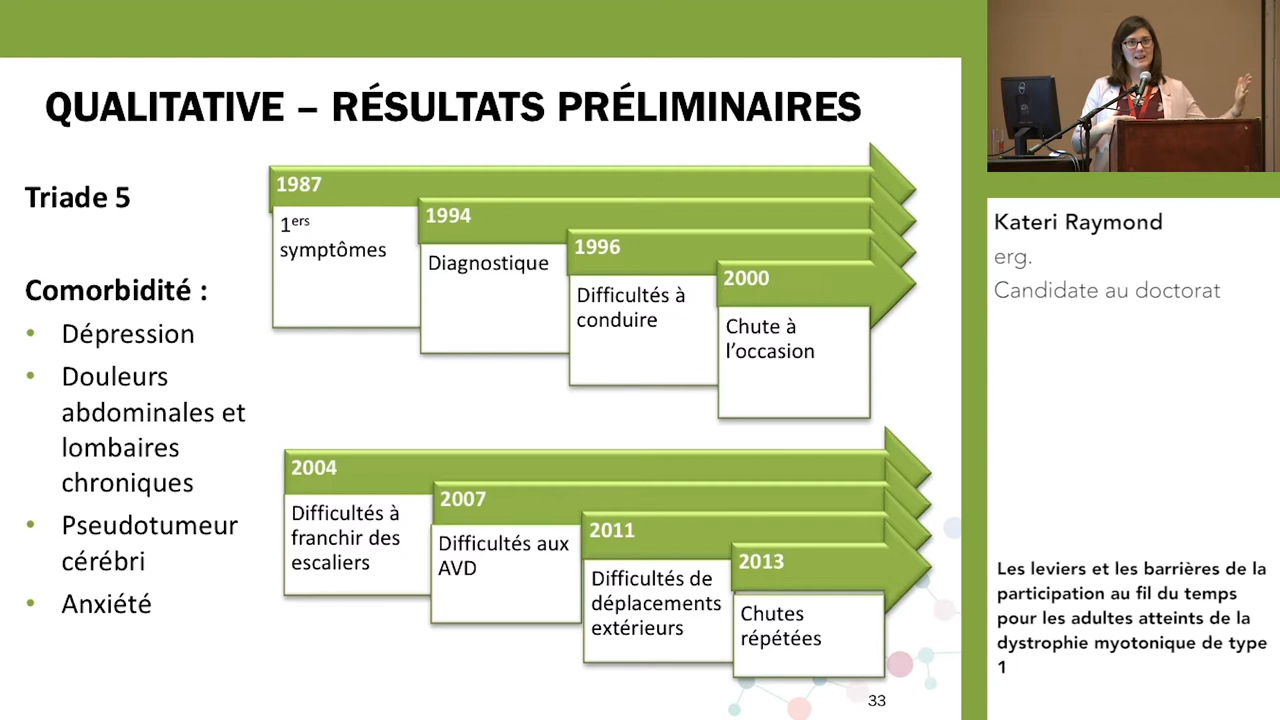 QUALITATIVE – RÉSULTATS PRÉLIMINAIRES
Triade 5
Comorbidité :
• Dépression
• Douleurs
abdominales et
lombaires
chroniques
• Pseudotumeur
cérébri
• Anxiété
1987
1ers
symptômes
1994
Diagnostique
1996
Difficultés à
conduire
2000
Chute à
l’occasion
2004
Difficultés à
franchir des
escaliers
2007
Difficultés aux
AVD
2011
Difficultés de
déplacements
extérieurs
2013
Chutes
répétées
33
Kateri Raymond
erg.
Candidate au doctorat
Les leviers et les barrières de la
participation au fil du temps
pour les adultes atteints de la
dystrophie myotonique de type
1